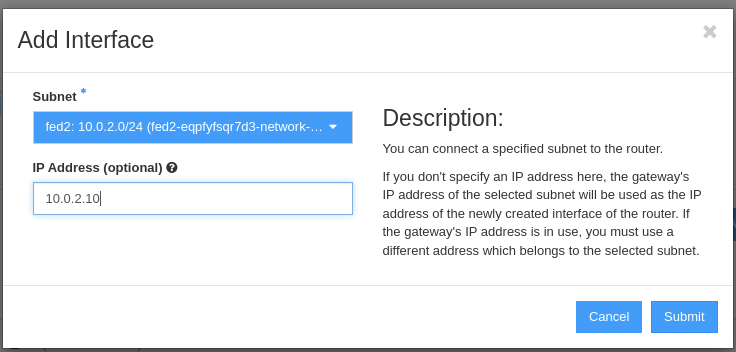 Add Interface
✖
Subnet *
fed2: 10.0.2.0/24 (fed2-eqpfyfsqr7d3-network-…
IP Address (optional)
10.0.2.10
Description:
You can connect a specified subnet to the router.
If you don't specify an IP address here, the gateway's
IP address of the selected subnet will be used as the IP
address of the newly created interface of the router. If
the gateway's IP address is in use, you must use a
different address which belongs to the selected subnet.
Cancel
Submit